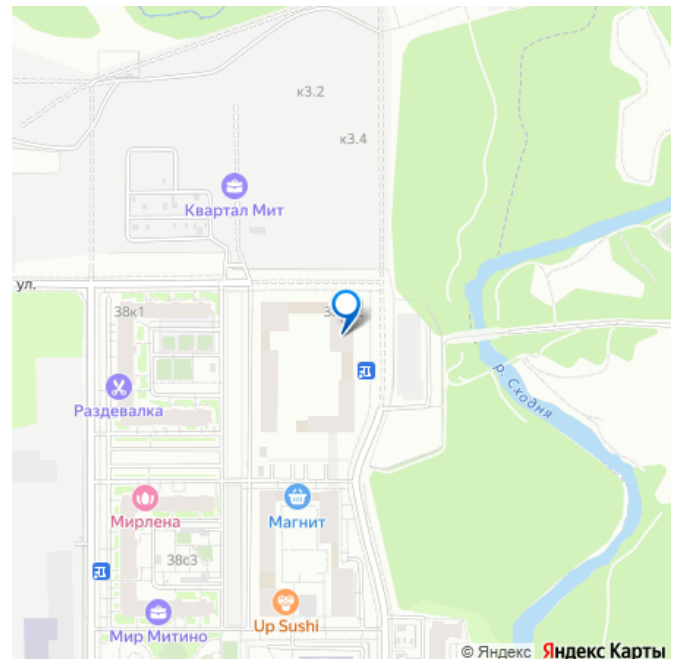 к3.2
к3.4
Квартал Мит
ул.
38к1
Раздевалка
р. Сходня
Мирлена
Магнит
38с3
Up Sushi
Мир Митино
© Яндекс Яндекс Карты